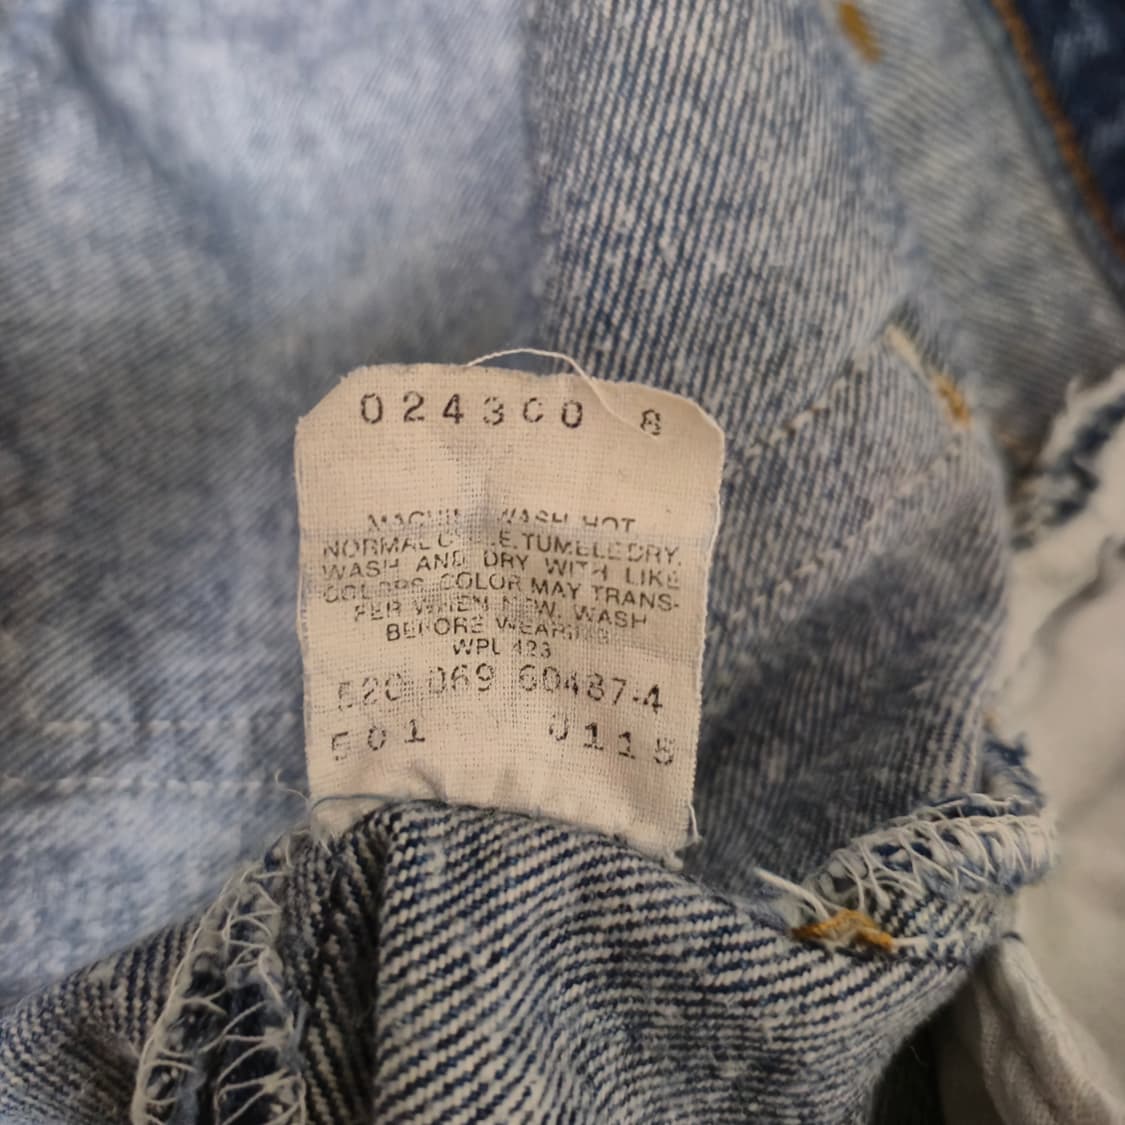 024300 8
MACHINE WASH HOT
NORMAL CYCLE. TUMBLE DRY.
WASH AND DRY WITH LIKE
COLORS. COLOR MAY TRANS-
FER WHEN NEW. WASH
BEFORE WEARING
WPL 423
520 069 60487-4
501 0115